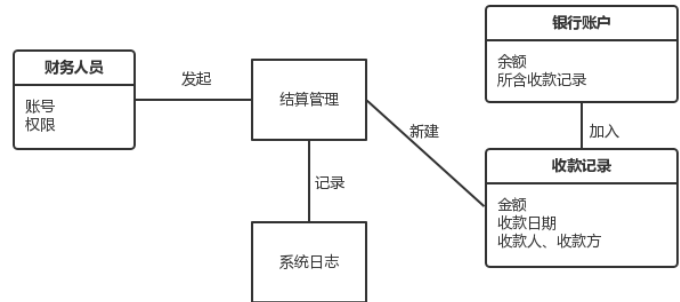 财务人员
账号
权限
发起
结算管理
记录
系统日志
新建
银行账户
余额
所含收款记录
加入
收款记录
金额
收款日期
收款人、收款方